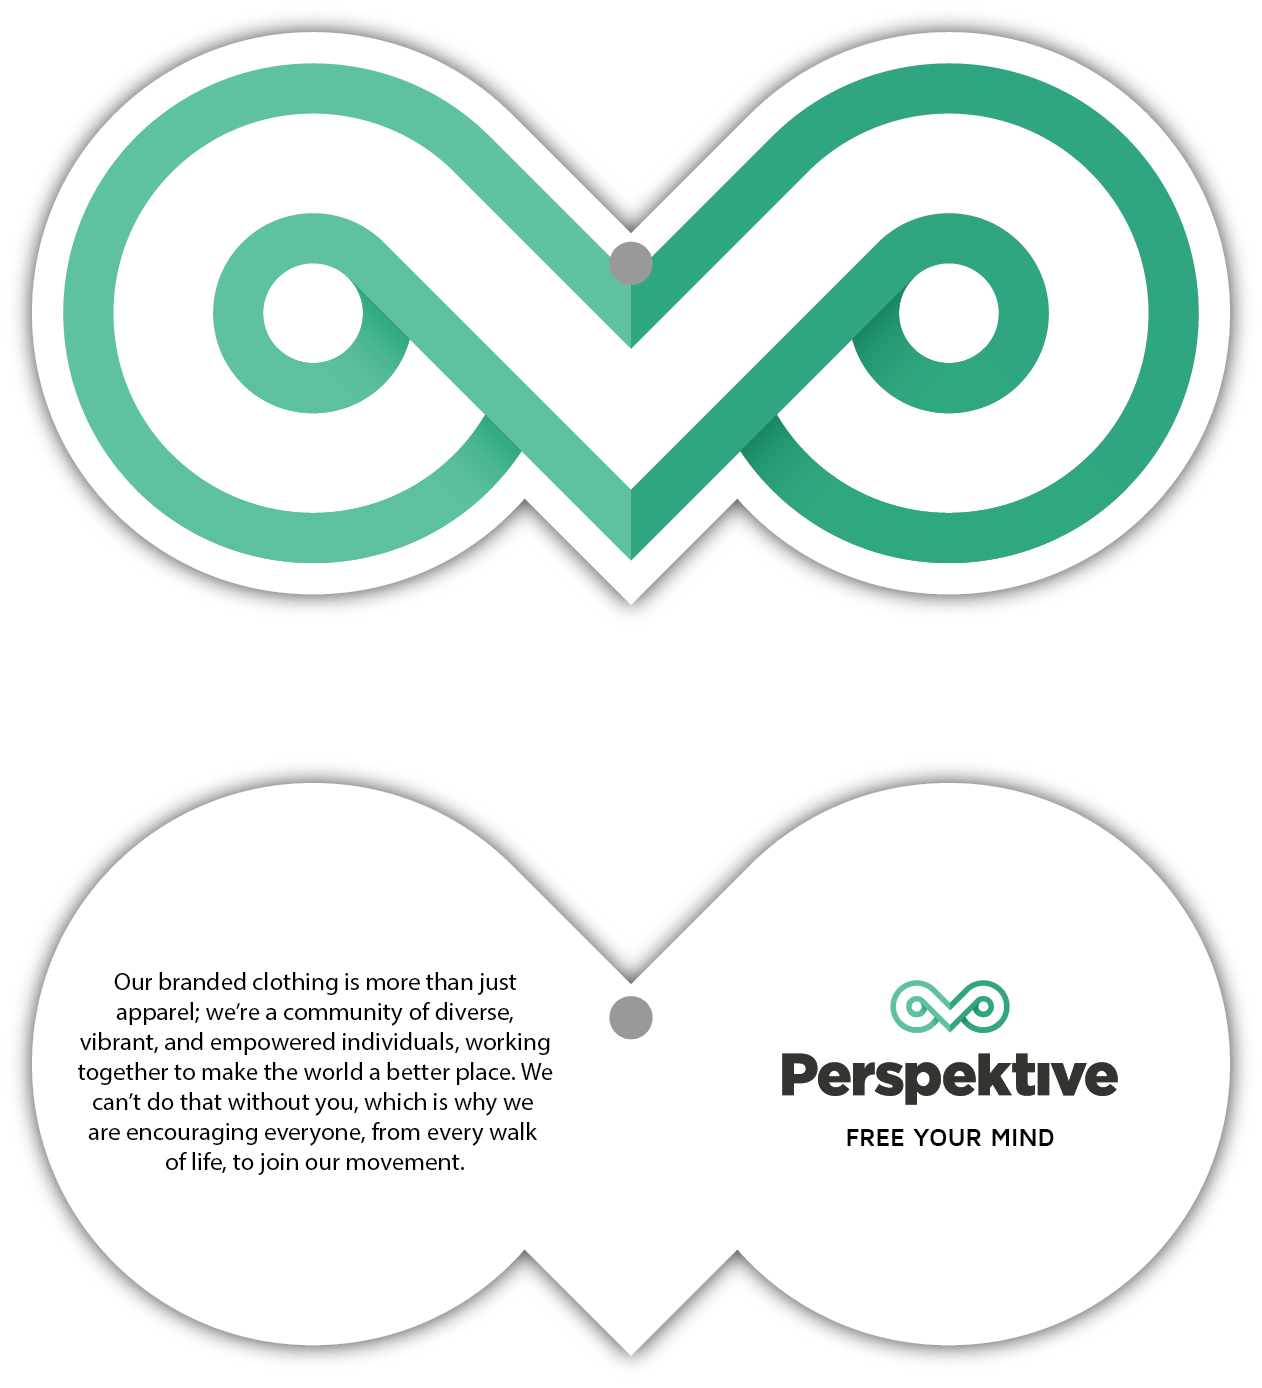 Our branded clothing is more than just
apparel; we’re a community of diverse,
vibrant, and empowered individuals, working
together to make the world a better place. We
can’t do that without you, which is why we
are encouraging everyone, from every walk
of life, to join our movement.
Perspektıve
FREE YOUR MIND